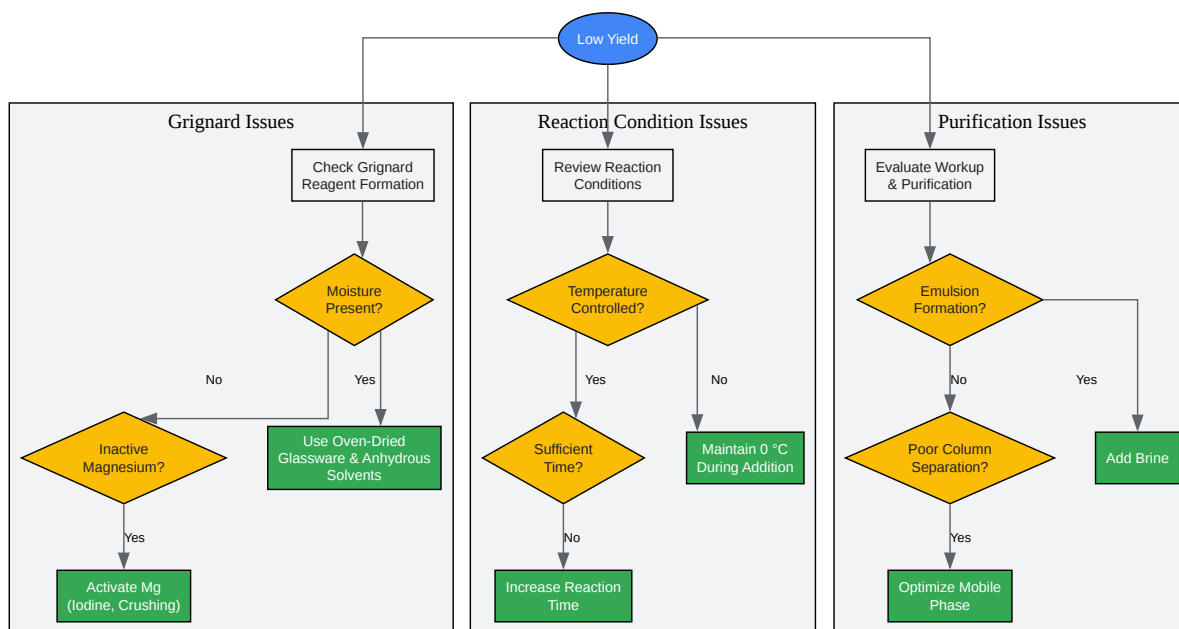 Low Yield
Grignard Issues
Check Grignard
Reagent Formation
Moisture
Present?
No
Yes
Inactive
Magnesium?
Use Oven-Dried
Glassware & Anhydrous
Solvents
Yes
Activate Mg
(Iodine, Crushing)
Reaction Condition Issues
Review Reaction
Conditions
Temperature
Controlled?
Yes
No
Sufficient
Time?
Maintain 0 °C
During Addition
No
Increase Reaction
Time
Purification Issues
Evaluate Workup
& Purification
Emulsion
Formation?
No
Yes
Poor Column
Separation?
Add Brine
Yes
Optimize Mobile
Phase